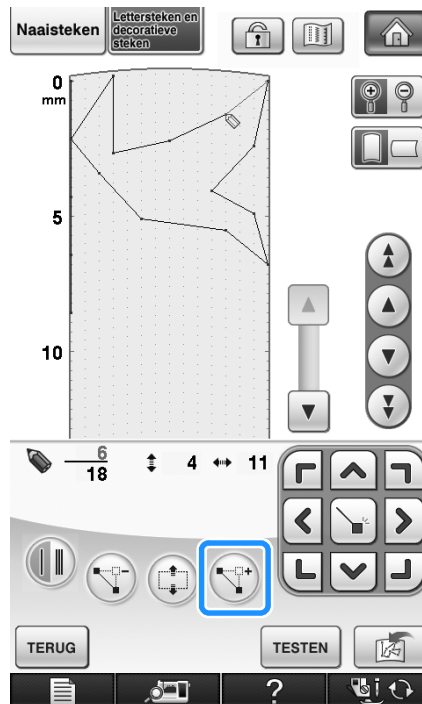 Naaisteken
Lettersteken en
decoratieve
steken
0
mm
5
10
6
18
4
11
TERUG
TESTEN
?